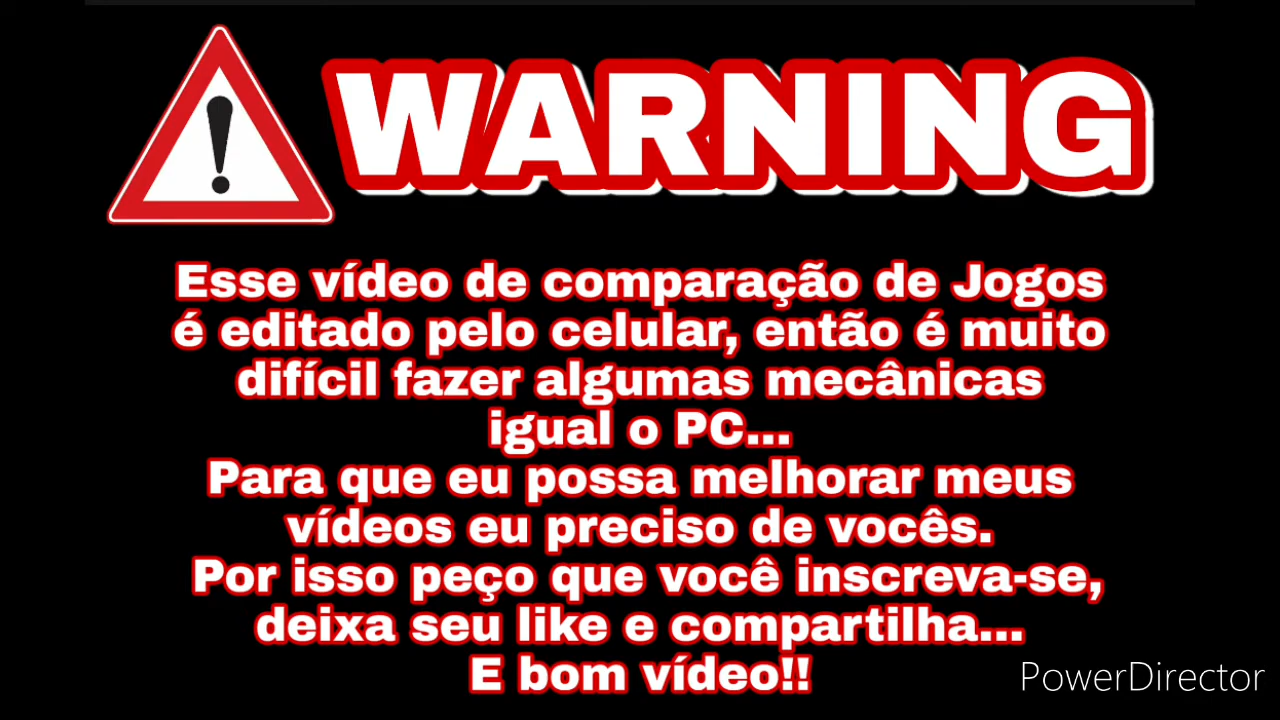 WARNING
Esse vídeo de comparação de Jogos
é editado pelo celular, então é muito
difícil fazer algumas mecânicas
igual o PC...
Para que eu possa melhorar meus
vídeos eu preciso de vocês.
Por isso peço que você inscreva-se,
deixa seu like e compartilha...
E bom vídeo!!
PowerDirector